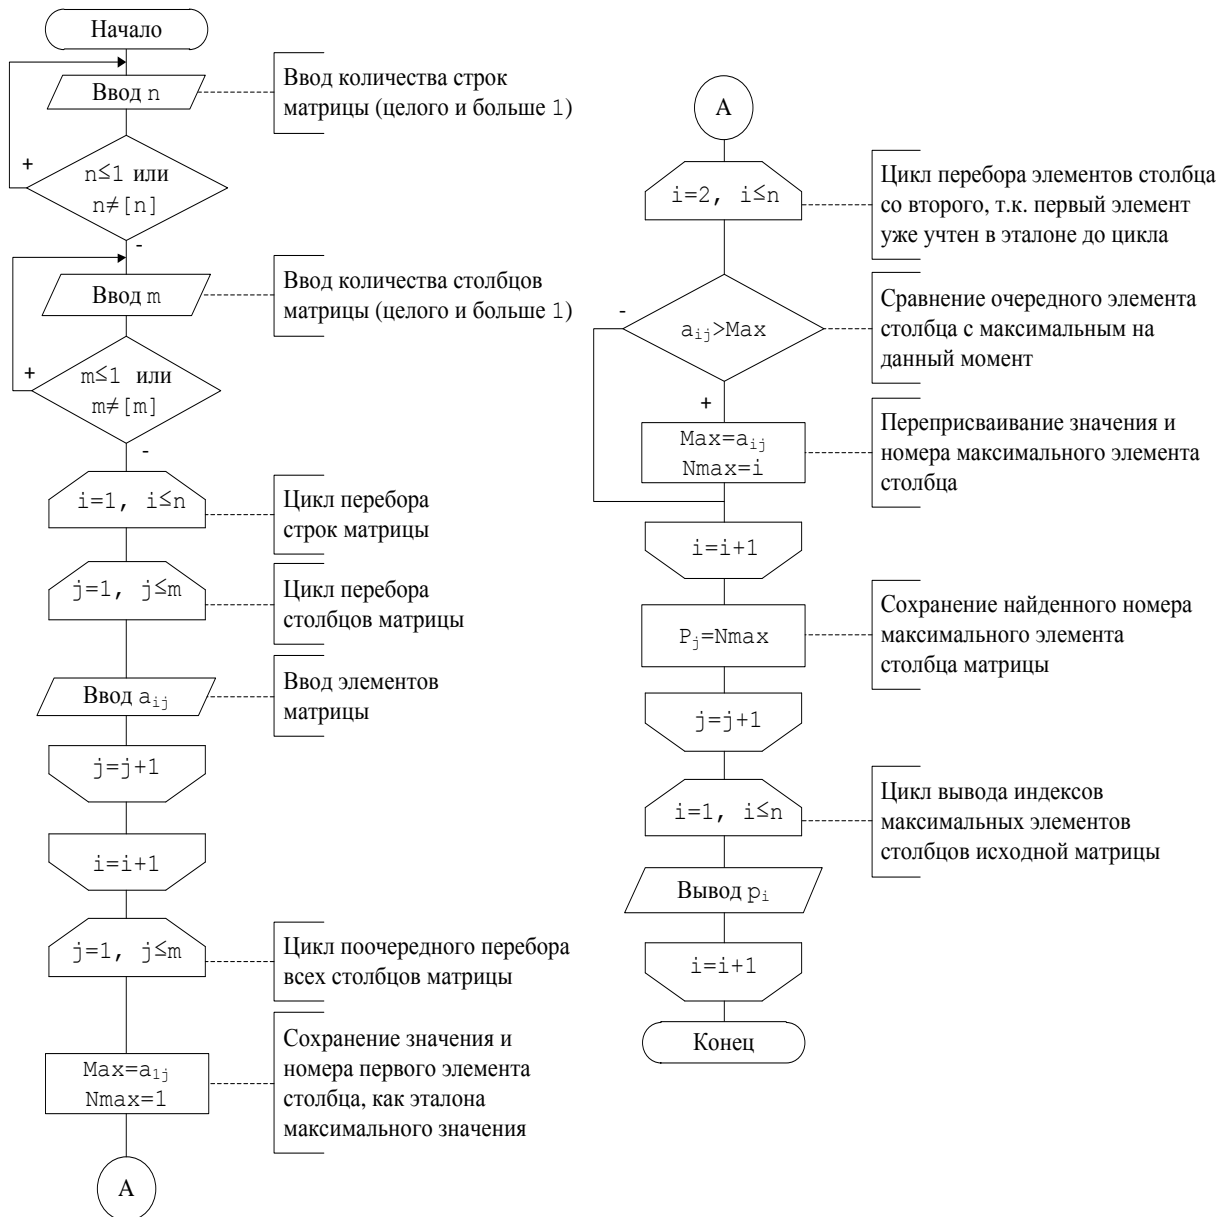 Начало
Ввод n
Ввод количества строк
матрицы (целого и больше 1)
+
n≤1 или
n≠[n]
-
Ввод m
Ввод количества столбцов
матрицы (целого и больше 1)
+
m≤1 или
m≠[m]
-
i=1, i≤n
Цикл перебора
строк матрицы
j=1, j≤m
Цикл перебора
столбцов матрицы
Ввод aij
Ввод элементов
матрицы
j=j+1
i=i+1
j=1, j≤m
Цикл поочередного перебора
всех столбцов матрицы
Max=a1j
Nmax=1
Сохранение значения и
номера первого элемента
столбца, как эталона
максимального значения
А
А
i=2, i≤n
Цикл перебора элементов столбца
со второго, т.к. первый элемент
уже учтен в эталоне до цикла
-
aij>Max
Сравнение очередного элемента
столбца с максимальным на
данный момент
+
Max=aij
Nmax=i
Переприсваивание значения и
номера максимального элемента
столбца
i=i+1
Pj=Nmax
Сохранение найденного номера
максимального элемента
столбца матрицы
j=j+1
i=1, i≤n
Цикл вывода индексов
максимальных элементов
столбцов исходной матрицы
Вывод pi
i=i+1
Конец